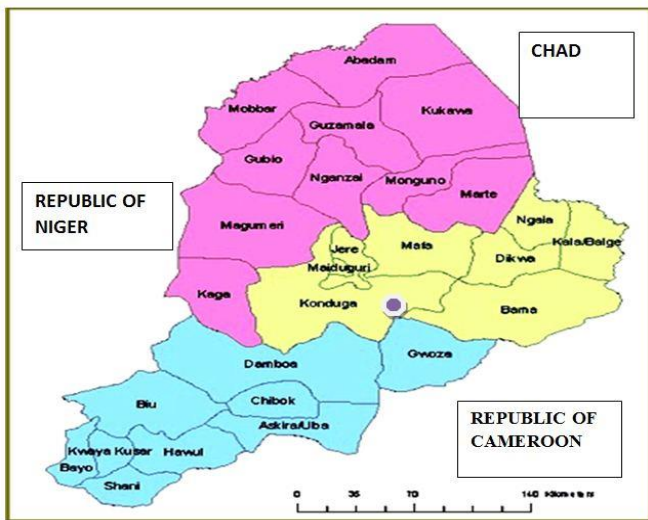 CHAD
Abadam
Mobbar
Kukawa
Guzamala
Gubio
Nganzai
Monguno
Marte
REPUBLIC OF
NIGER
Magumeri
Ngala
Jere
Mafa
Kala/Balge
Maiduguri
Dikwa
Kaga
Konduga
Bama
Damboa
Gwoza
Biu
Chibok
Askira/Uba
REPUBLIC OF
CAMEROON
Kwaya Kusar
Hawul
Bayo
Shani
0 35 70 140 Kilometers